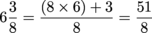 6 3/8 = ((8 × 6) + 3)/8 = 51/8